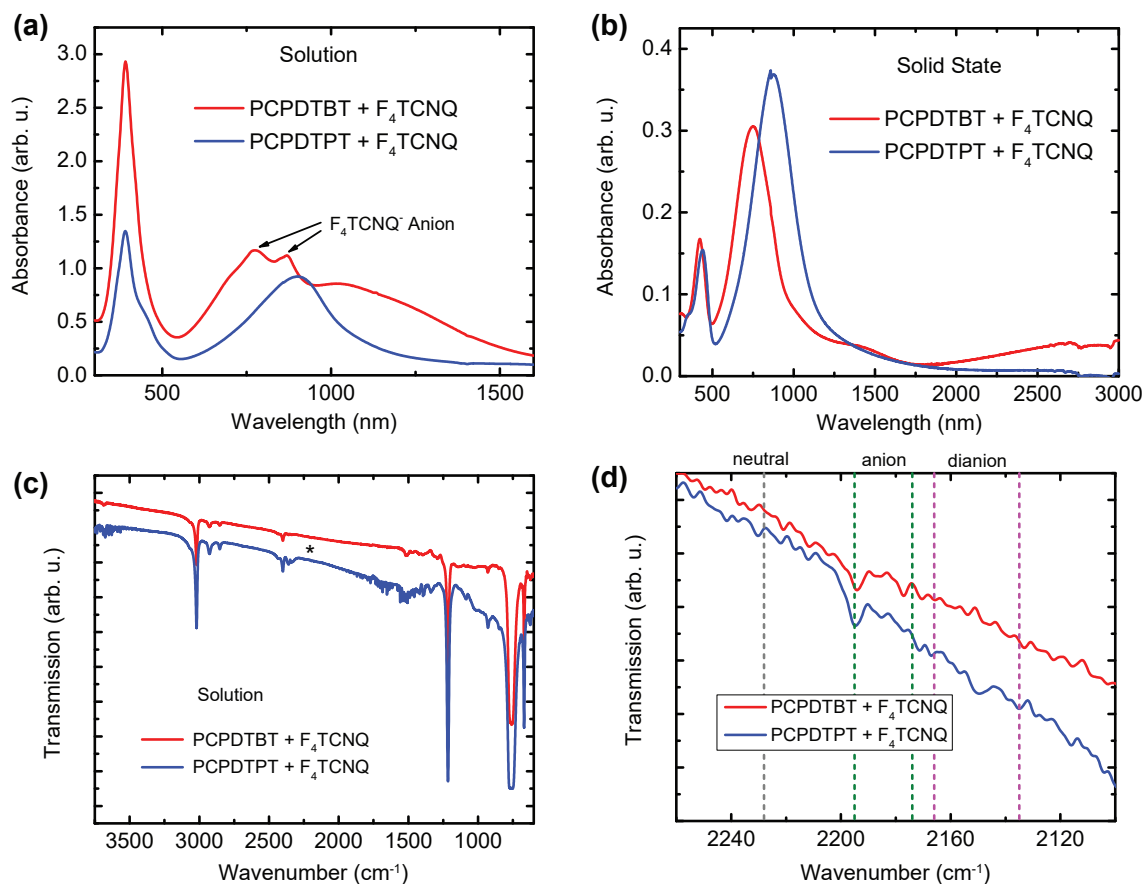 (a)
Solution
PCPDTBT + F₄TCNQ
PCPDTPT + F₄TCNQ
F₄TCNQ⁻ Anion
Absorbance (arb. u.)
3.0
2.5
2.0
1.5
1.0
0.5
0.0
500
1000
1500
Wavelength (nm)
(b)
Solid State
PCPDTBT + F₄TCNQ
PCPDTPT + F₄TCNQ
Absorbance (arb. u.)
0.4
0.3
0.2
0.1
0.0
500
1000
1500
2000
2500
3000
Wavelength (nm)
(c)
*
Solution
PCPDTBT + F₄TCNQ
PCPDTPT + F₄TCNQ
Transmission (arb. u.)
3750
3000
2250
1500
750
Wavenumber (cm⁻¹)
(d)
neutral
anion
dianion
PCPDTBT + F₄TCNQ
PCPDTPT + F₄TCNQ
Transmission (arb. u.)
2240
2200
2160
2120
Wavenumber (cm⁻¹)